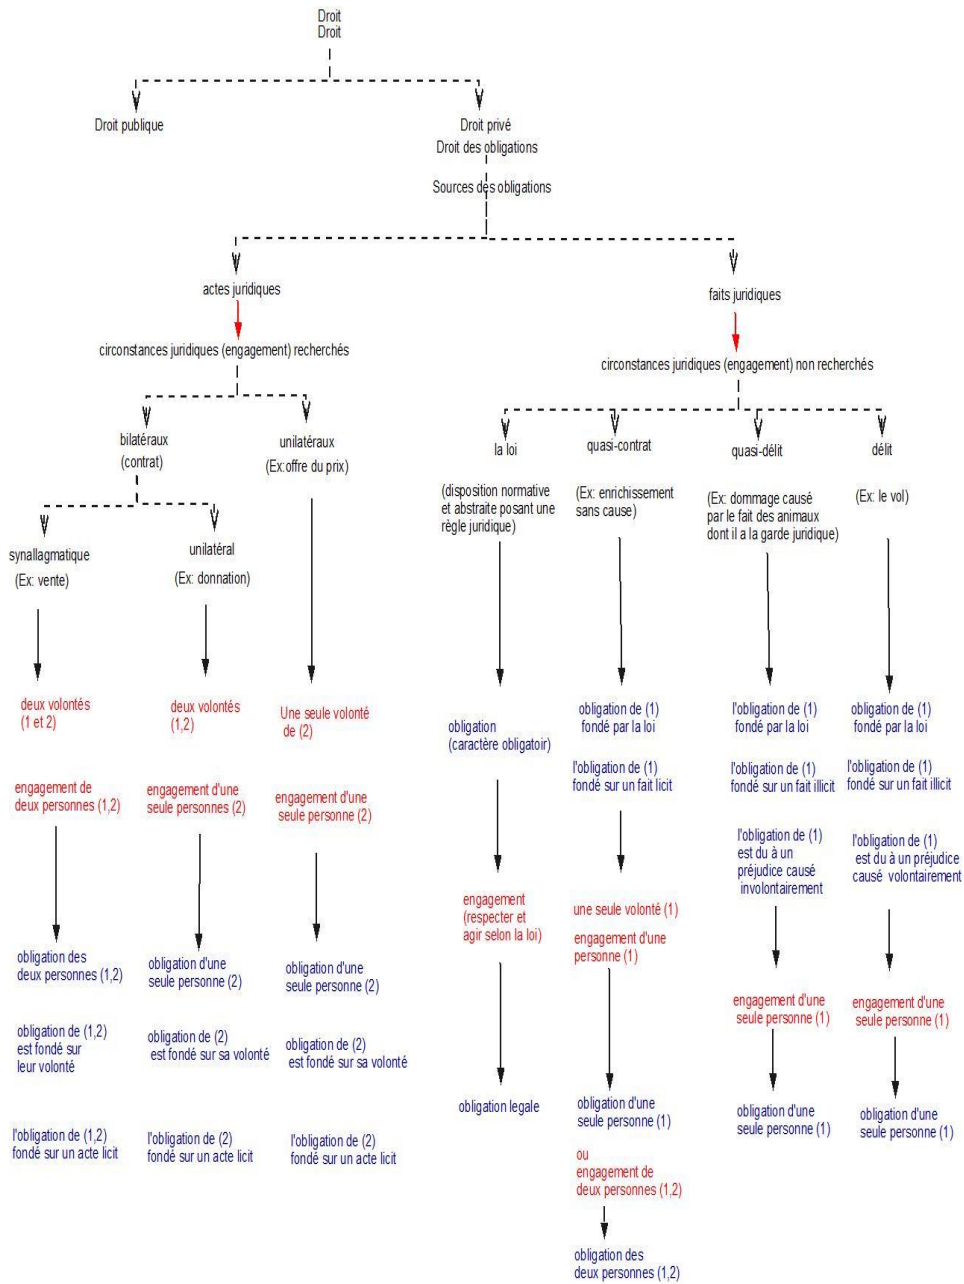 Droit
Droit
Droit publique
Droit privé
Droit des obligations
Sources des obligations
actes juridiques
faits juridiques
circonstances juridiques (engagement) recherchés
circonstances juridiques (engagement) non recherchés
bilatéraux
(contrat)
unilatéraux
(Ex:offre du prix)
la loi
(disposition normative
et abstraite posant une
règle juridique)
quasi-contrat
(Ex: enrichissement
sans cause)
quasi-délit
(Ex: dommage causé
par le fait des animaux
dont il a la garde juridique)
délit
(Ex: le vol)
synallagmatique
(Ex: vente)
unilatéral
(Ex: donnation)
deux volontés
(1 et 2)
engagement de
deux personnes (1,2)
obligation des
deux personnes (1,2)
obligation de (1,2)
est fondé sur
leur volonté
l'obligation de (1,2)
fondé sur un acte licit
deux volontés
(1,2)
engagement d'une
seule personnes (2)
obligation d'une
seule personne (2)
obligation de (2)
est fondé sur sa volonté
l'obligation de (2)
fondé sur un acte licit
Une seule volonté
de (2)
engagement d'une
seule personne (2)
obligation d'une
seule personne (2)
obligation de (2)
est fondé sur sa volonté
l'obligation de (2)
fondé sur un acte licit
obligation
(caractère obligatoir)
engagement
(respecter et
agir selon la loi)
obligation legale
obligation de (1)
fondé par la loi
l'obligation de (1)
fondé sur un fait licit
une seule volonté (1)
engagement d'une
personne (1)
obligation d'une
seule personne (1)
ou
engagement de
deux personnes (1,2)
obligation des
deux personnes (1,2)
l'obligation de (1)
fondé par la loi
l'obligation de (1)
fondé sur un fait illicit
l'obligation de (1)
est du à un
préjudice causé
involontairement
engagement d'une
seule personne (1)
obligation d'une
seule personne (1)
obligation de (1)
fondé par la loi
l'obligation de (1)
fondé sur un fait illicit
obligation de (1)
est du à un préjudice
causé volontairement
engagement d'une
seule personne (1)
obligation d'une
seule personne (1)